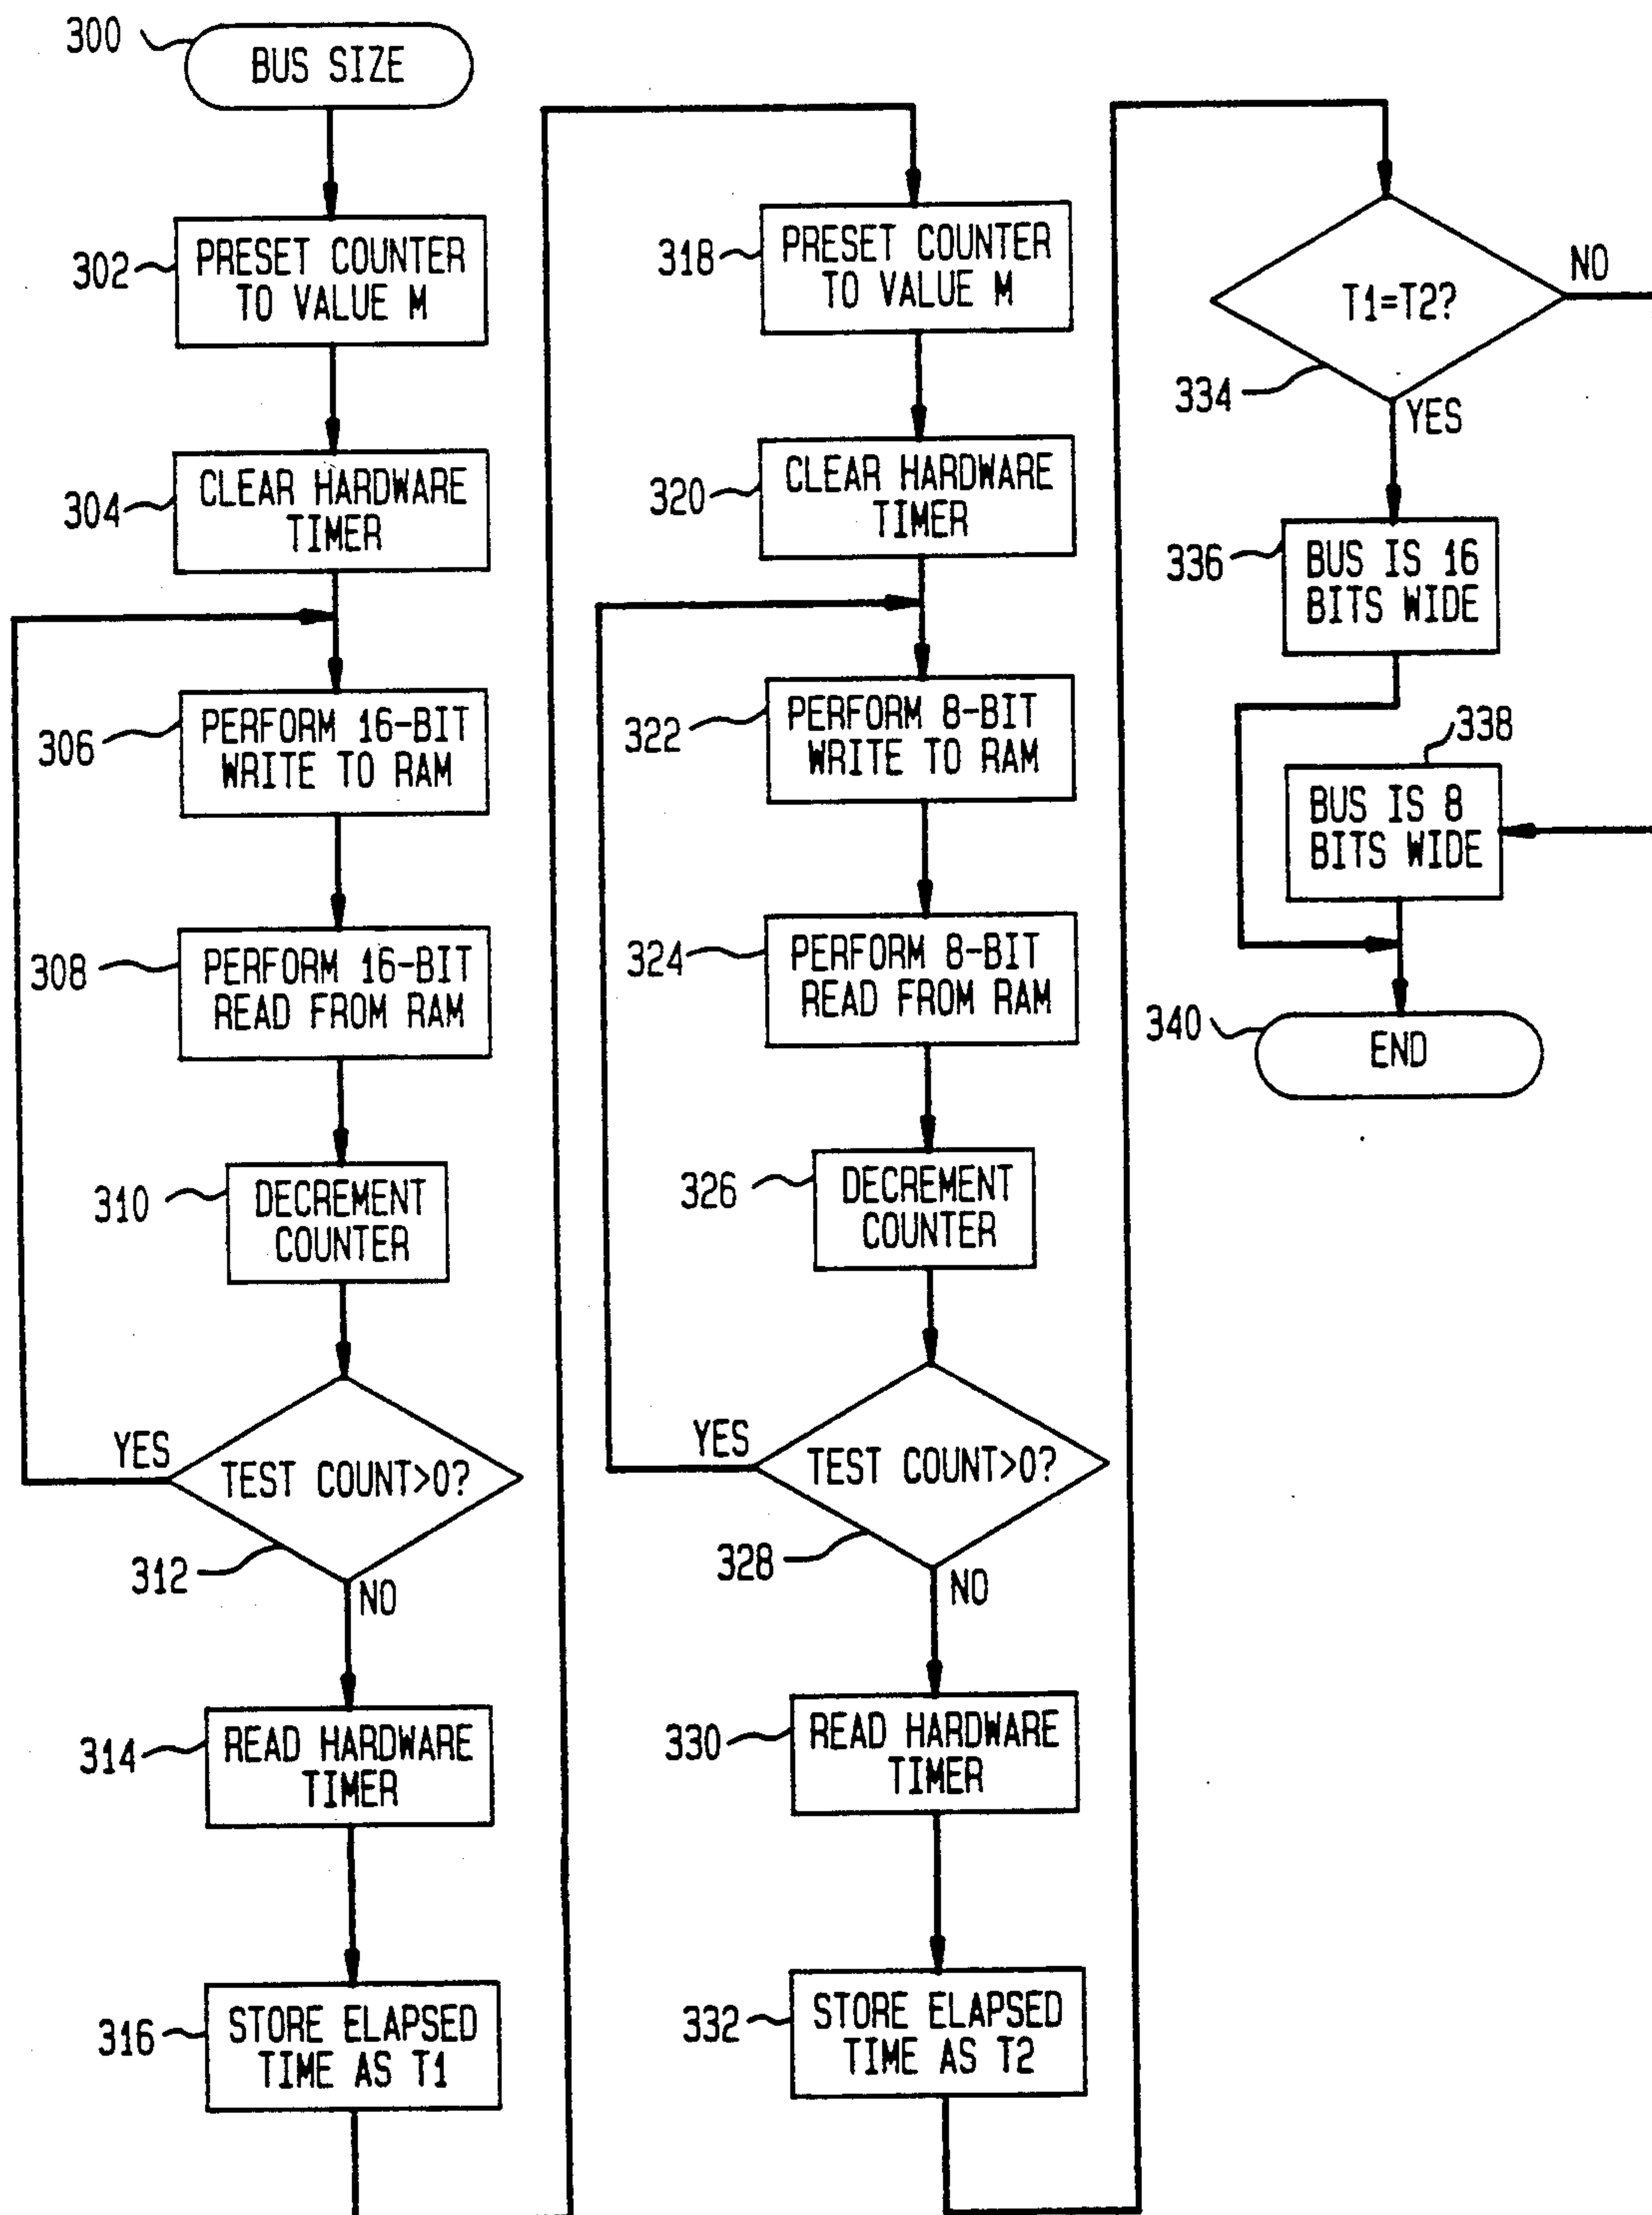 300
BUS SIZE
302
PRESET COUNTER
TO VALUE M
304
CLEAR HARDWARE
TIMER
306
PERFORM 16-BIT
WRITE TO RAM
308
PERFORM 16-BIT
READ FROM RAM
310
DECREMENT
COUNTER
YES
TEST COUNT>0?
312
NO
314
READ HARDWARE
TIMER
316
STORE ELAPSED
TIME AS T1
318
PRESET COUNTER
TO VALUE M
320
CLEAR HARDWARE
TIMER
322
PERFORM 8-BIT
WRITE TO RAM
324
PERFORM 8-BIT
READ FROM RAM
326
DECREMENT
COUNTER
YES
TEST COUNT>0?
328
NO
330
READ HARDWARE
TIMER
332
STORE ELAPSED
TIME AS T2
NO
T1=T2?
334
YES
336
BUS IS 16
BITS WIDE
338
BUS IS 8
BITS WIDE
340
END